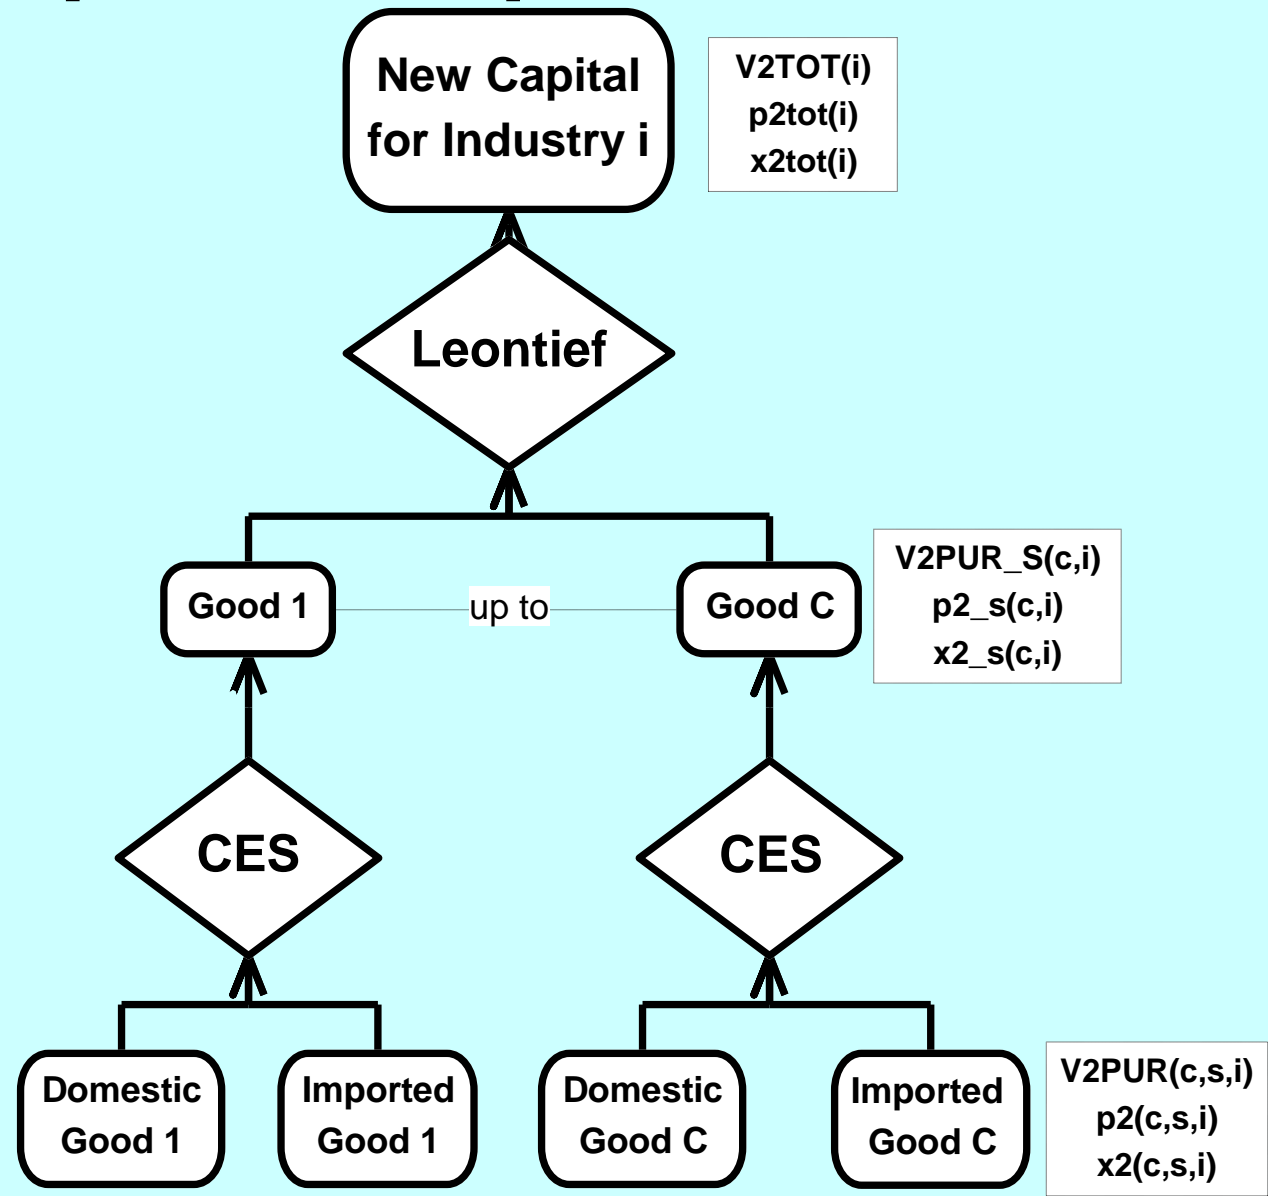 New Capital
for Industry i
V2TOT(i)
p2tot(i)
x2tot(i)
Leontief
Good 1
up to
Good C
V2PUR_S(c,i)
p2_s(c,i)
x2_s(c,i)
CES
CES
Domestic
Good 1
Imported
Good 1
Domestic
Good C
Imported
Good C
V2PUR(c,s,i)
p2(c,s,i)
x2(c,s,i)